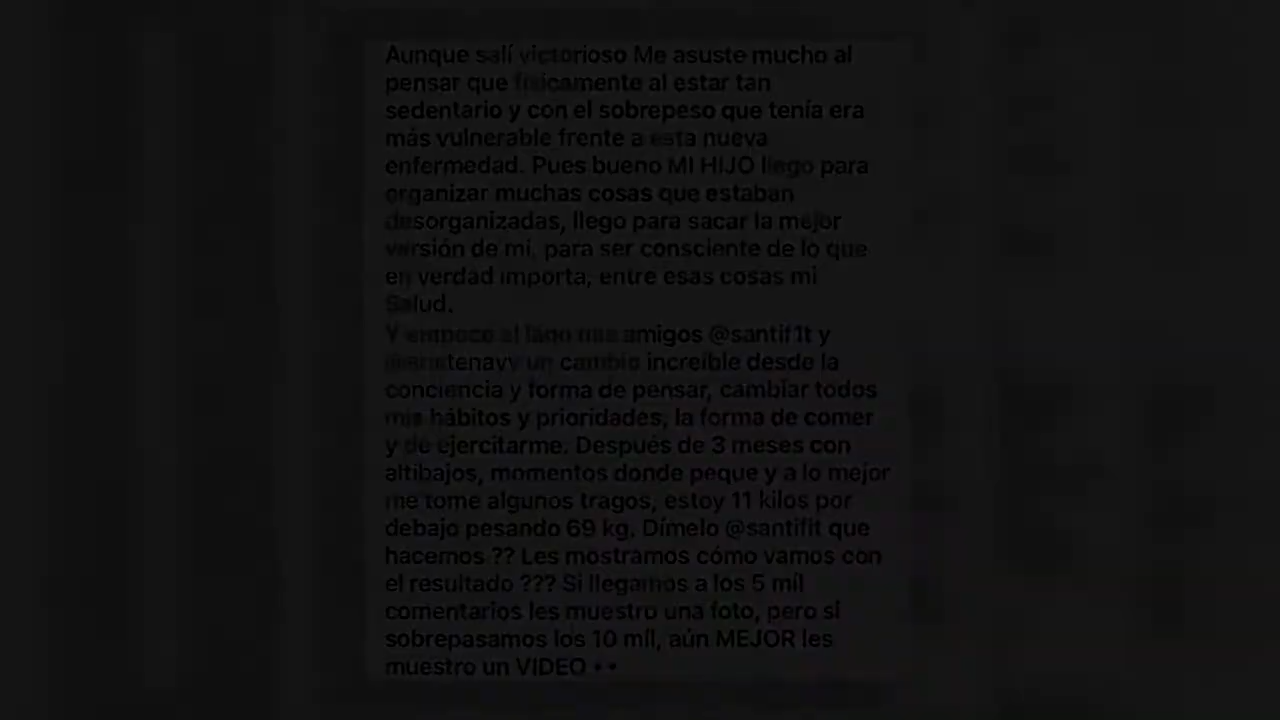 Aunque salí victorioso Me asuste mucho al
pensar que físicamente al estar tan
sedentario y con el sobrepeso que tenía era
más vulnerable frente a esta nueva
enfermedad. Pues bueno MI HIJO llego para
organizar muchas cosas que estaban
desorganizadas, llego para sacar la mejor
versión de mí, para ser consciente de lo que
en verdad importa, entre esas cosas mi
Salud.
Y empece al lado mis amigos @santif1t y
un cambio increíble desde la
conciencia y forma de pensar, cambiar todos
mis hábitos y prioridades, la forma de comer
y de ejercitarme. Después de 3 meses con
altibajos, momentos donde peque y a lo mejor
me tome algunos tragos, estoy 11 kilos por
debajo pesando 69 kg. Dímelo @santifit que
hacemos ?? Les mostramos cómo vamos con
el resultado ??? Si llegamos a los 5 mil
comentarios les muestro una foto, pero si
sobrepasamos los 10 mil, aún MEJOR les
muestro un VIDEO